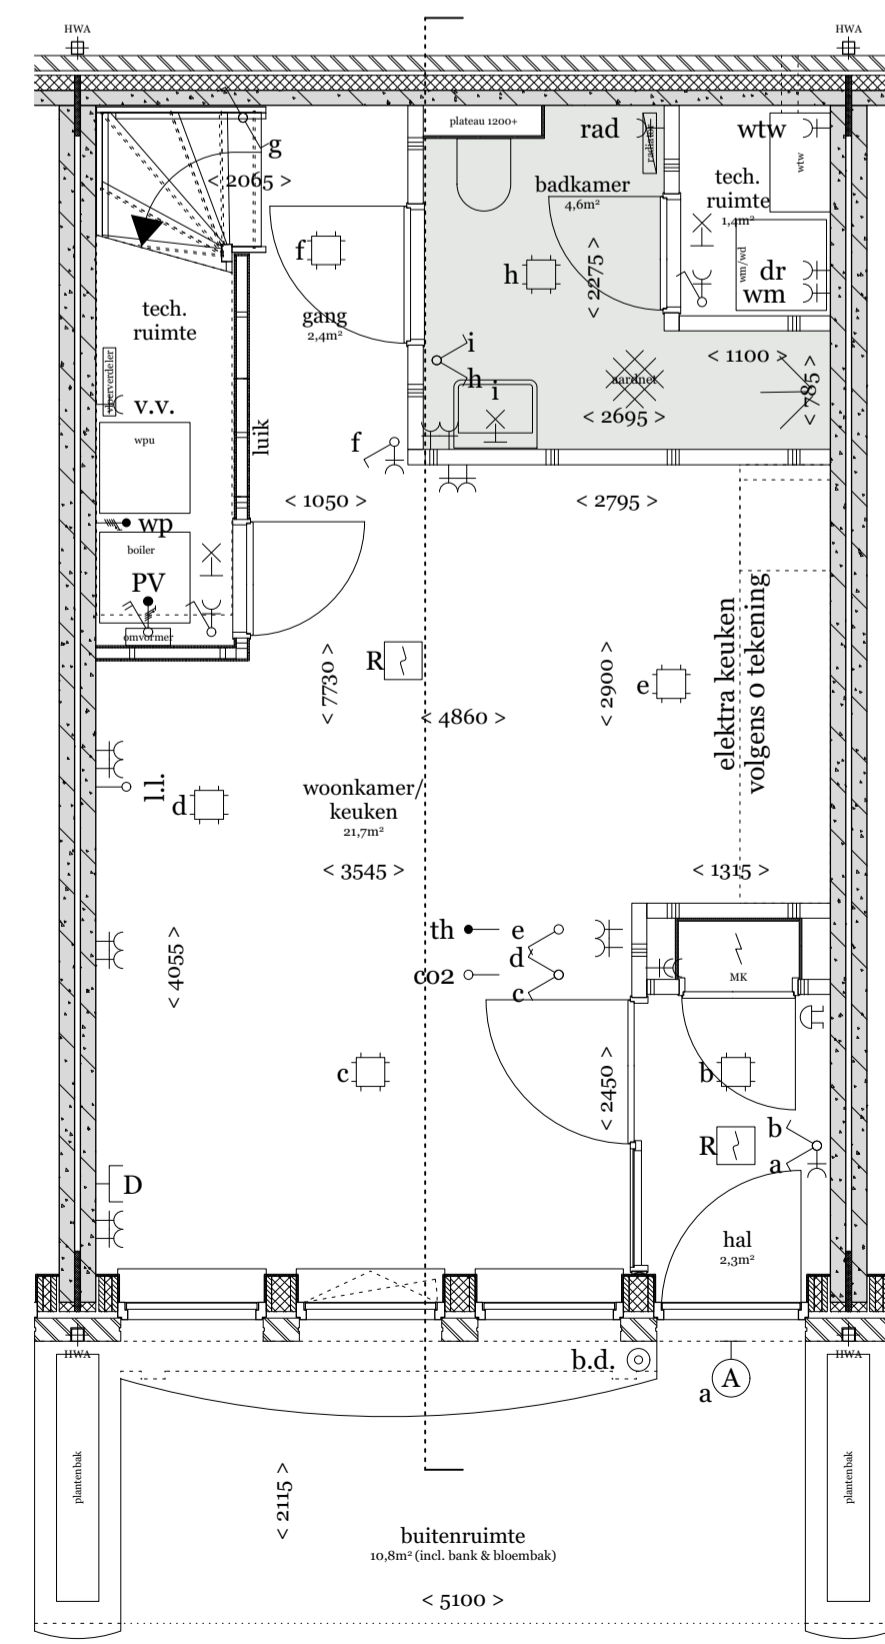 HWA
HWA
plateau 1200+
rad
radiator
wtw
wtw
g
< 2065 >
badkamer
4,6m²
tech.
ruimte
1,4m²
f
h
< 2275 >
wm/wd
dr
wm
tech.
ruimte
gang
2,4m²
i
h
i
aardnet
< 1100 >
< 785 >
vloerverdeler
v.v.
wpu
luik
f
< 2695 >
< 1050 >
< 2795 >
wp
boiler
PV
omvormer
elektra keuken
volgens 0 tekening
R
< 7730 >
< 2900 >
e
< 4860 >
l.l.
d
woonkamer/
keuken
21,7m²
< 3545 >
< 1315 >
th
e
d
co2
c
MK
< 4055 >
c
< 2450 >
b
R
b
a
D
hal
2,3m²
HWA
HWA
b.d.
a
A
plantenbak
plantenbak
< 2115 >
buitenruimte
10,8m² (incl. bank & bloembak)
< 5100 >